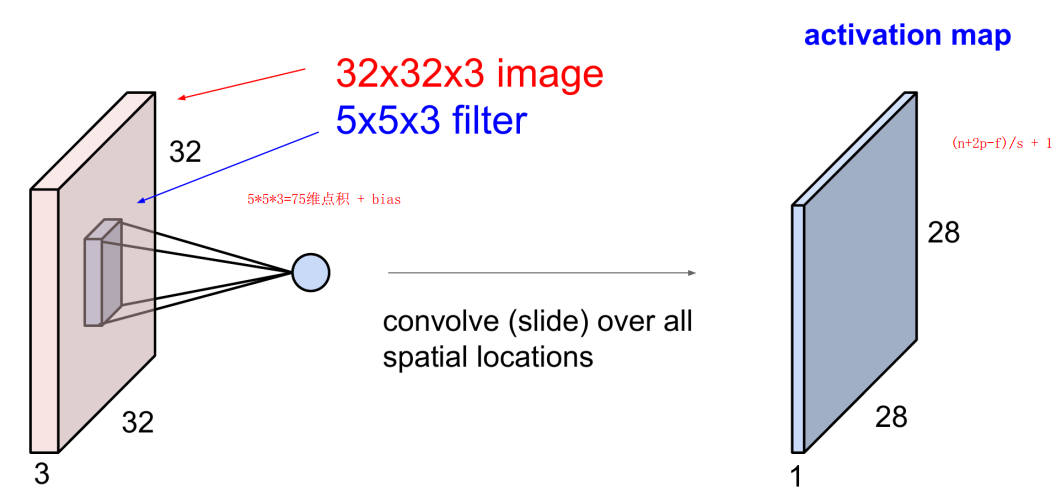 activation map
32x32x3 image
5x5x3 filter
32
(n+2p-f)/s + 1
5*5*3=75维点积 + bias
28
convolve (slide) over all
spatial locations
32
28
3
1